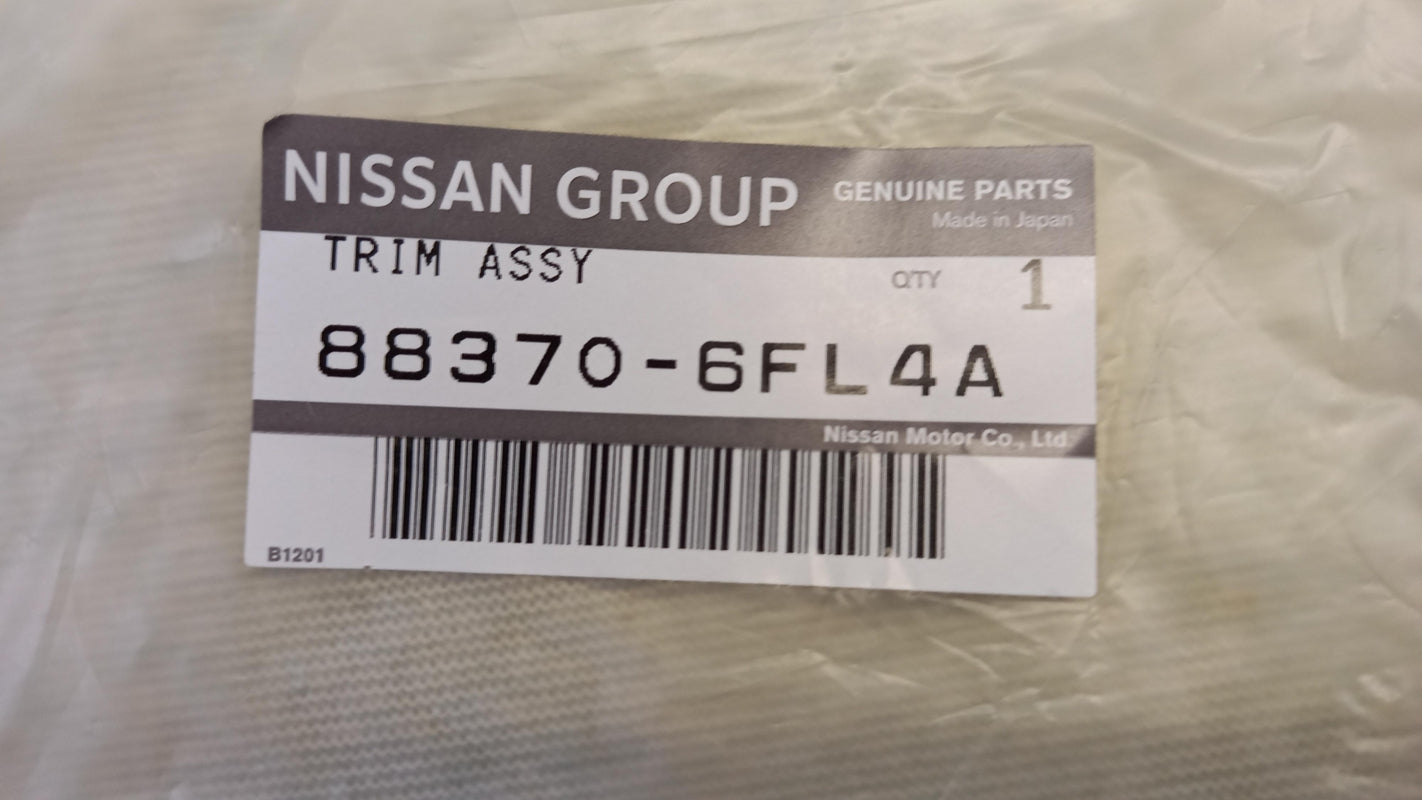 NISSAN GROUP GENUINE PARTS
Made in Japan
TRIM ASSY
QTY 1
88370-6FL4A
Nissan Motor Co., Ltd.
B1201